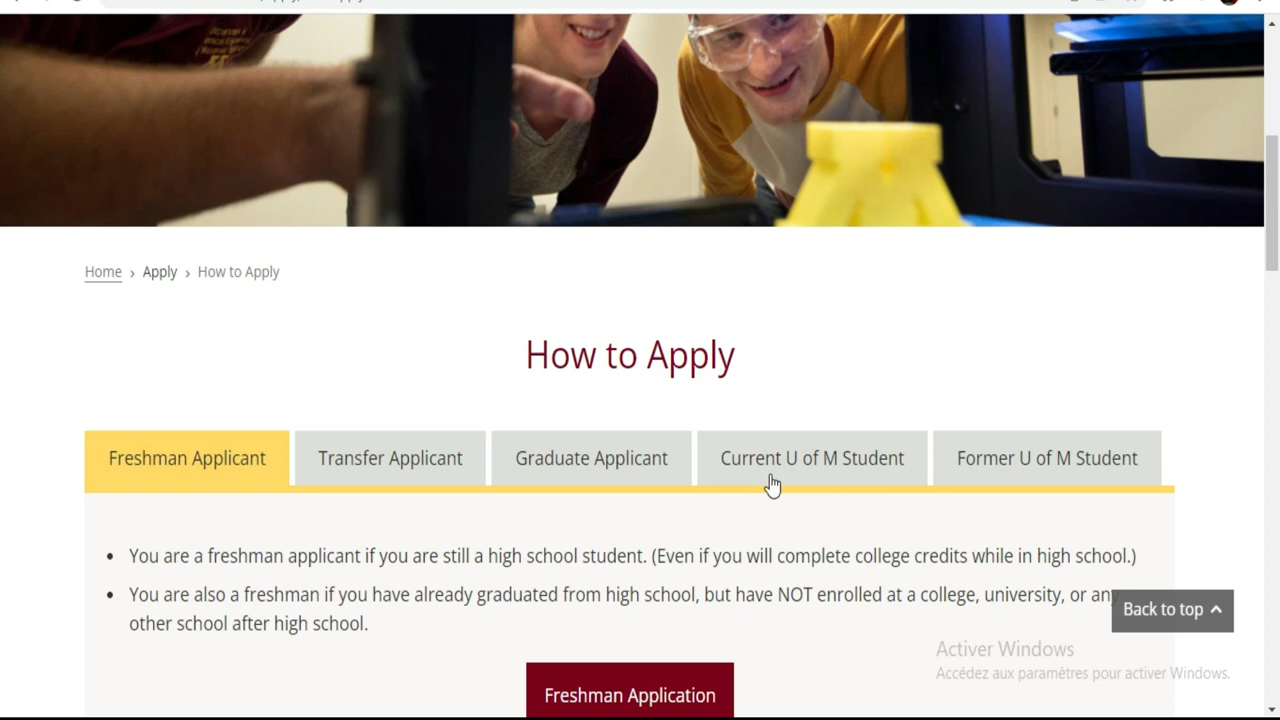 Home › Apply › How to Apply
How to Apply
Freshman Applicant
Transfer Applicant
Graduate Applicant
Current U of M Student
Former U of M Student
• You are a freshman applicant if you are still a high school student. (Even if you will complete college credits while in high school.)
• You are also a freshman if you have already graduated from high school, but have NOT enrolled at a college, university, or any
other school after high school.
Back to top
Activer Windows
Accédez aux paramètres pour activer Windows.
Freshman Application